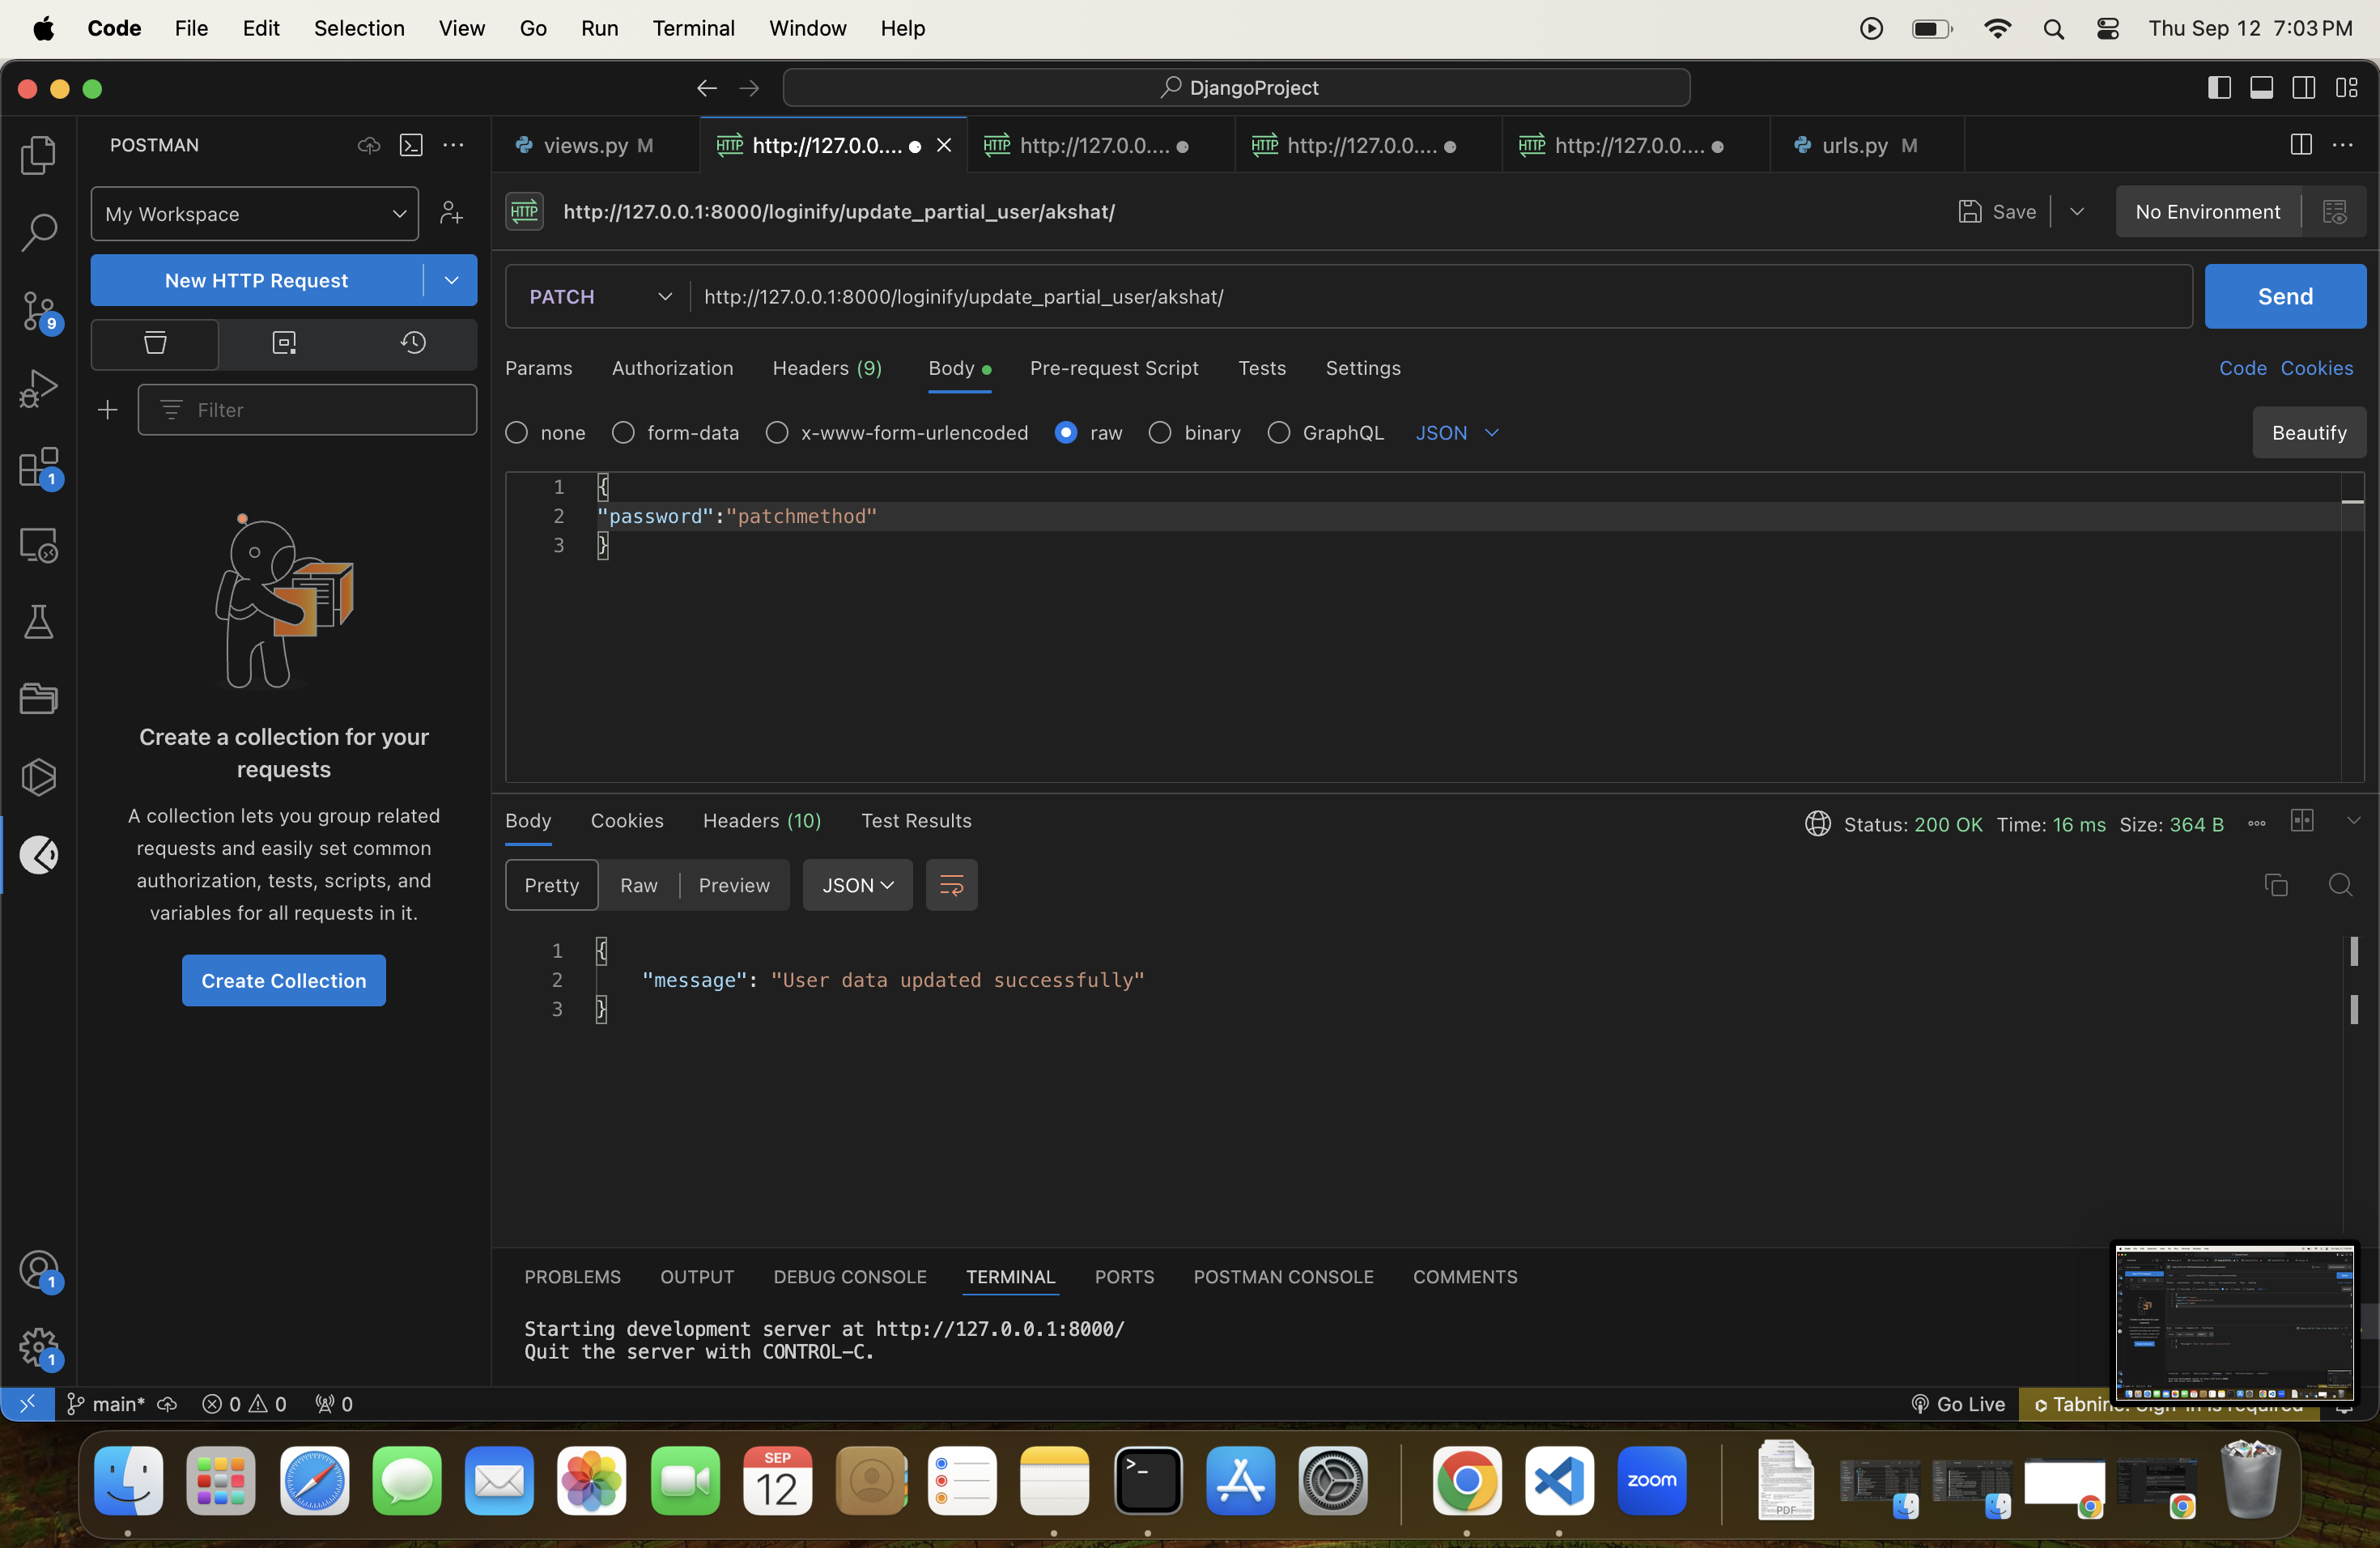 Code File Edit Selection View Go Run Terminal Window Help Thu Sep 12 7:03 PM
DjangoProject
POSTMAN
views.py M http://127.0.0.... http://127.0.0.... http://127.0.0.... http://127.0.0.... urls.py M
My Workspace
HTTP http://127.0.0.1:8000/loginify/update_partial_user/akshat/ Save No Environment
New HTTP Request
PATCH http://127.0.0.1:8000/loginify/update_partial_user/akshat/ Send
9
Params Authorization Headers (9) Body Pre-request Script Tests Settings Code Cookies
Filter
none form-data x-www-form-urlencoded raw binary GraphQL JSON Beautify
1
1 {
2 "password":"patchmethod"
3 }
Create a collection for your
requests
A collection lets you group related
requests and easily set common
authorization, tests, scripts, and
variables for all requests in it.
Create Collection
Body Cookies Headers (10) Test Results Status: 200 OK Time: 16 ms Size: 364 B
Pretty Raw Preview JSON
1 {
2 "message": "User data updated successfully"
3 }
PROBLEMS OUTPUT DEBUG CONSOLE TERMINAL PORTS POSTMAN CONSOLE COMMENTS
1
Starting development server at http://127.0.0.1:8000/
Quit the server with CONTROL-C.
1
main* 0 0 0 Go Live
SEP
12
zoom
PDF